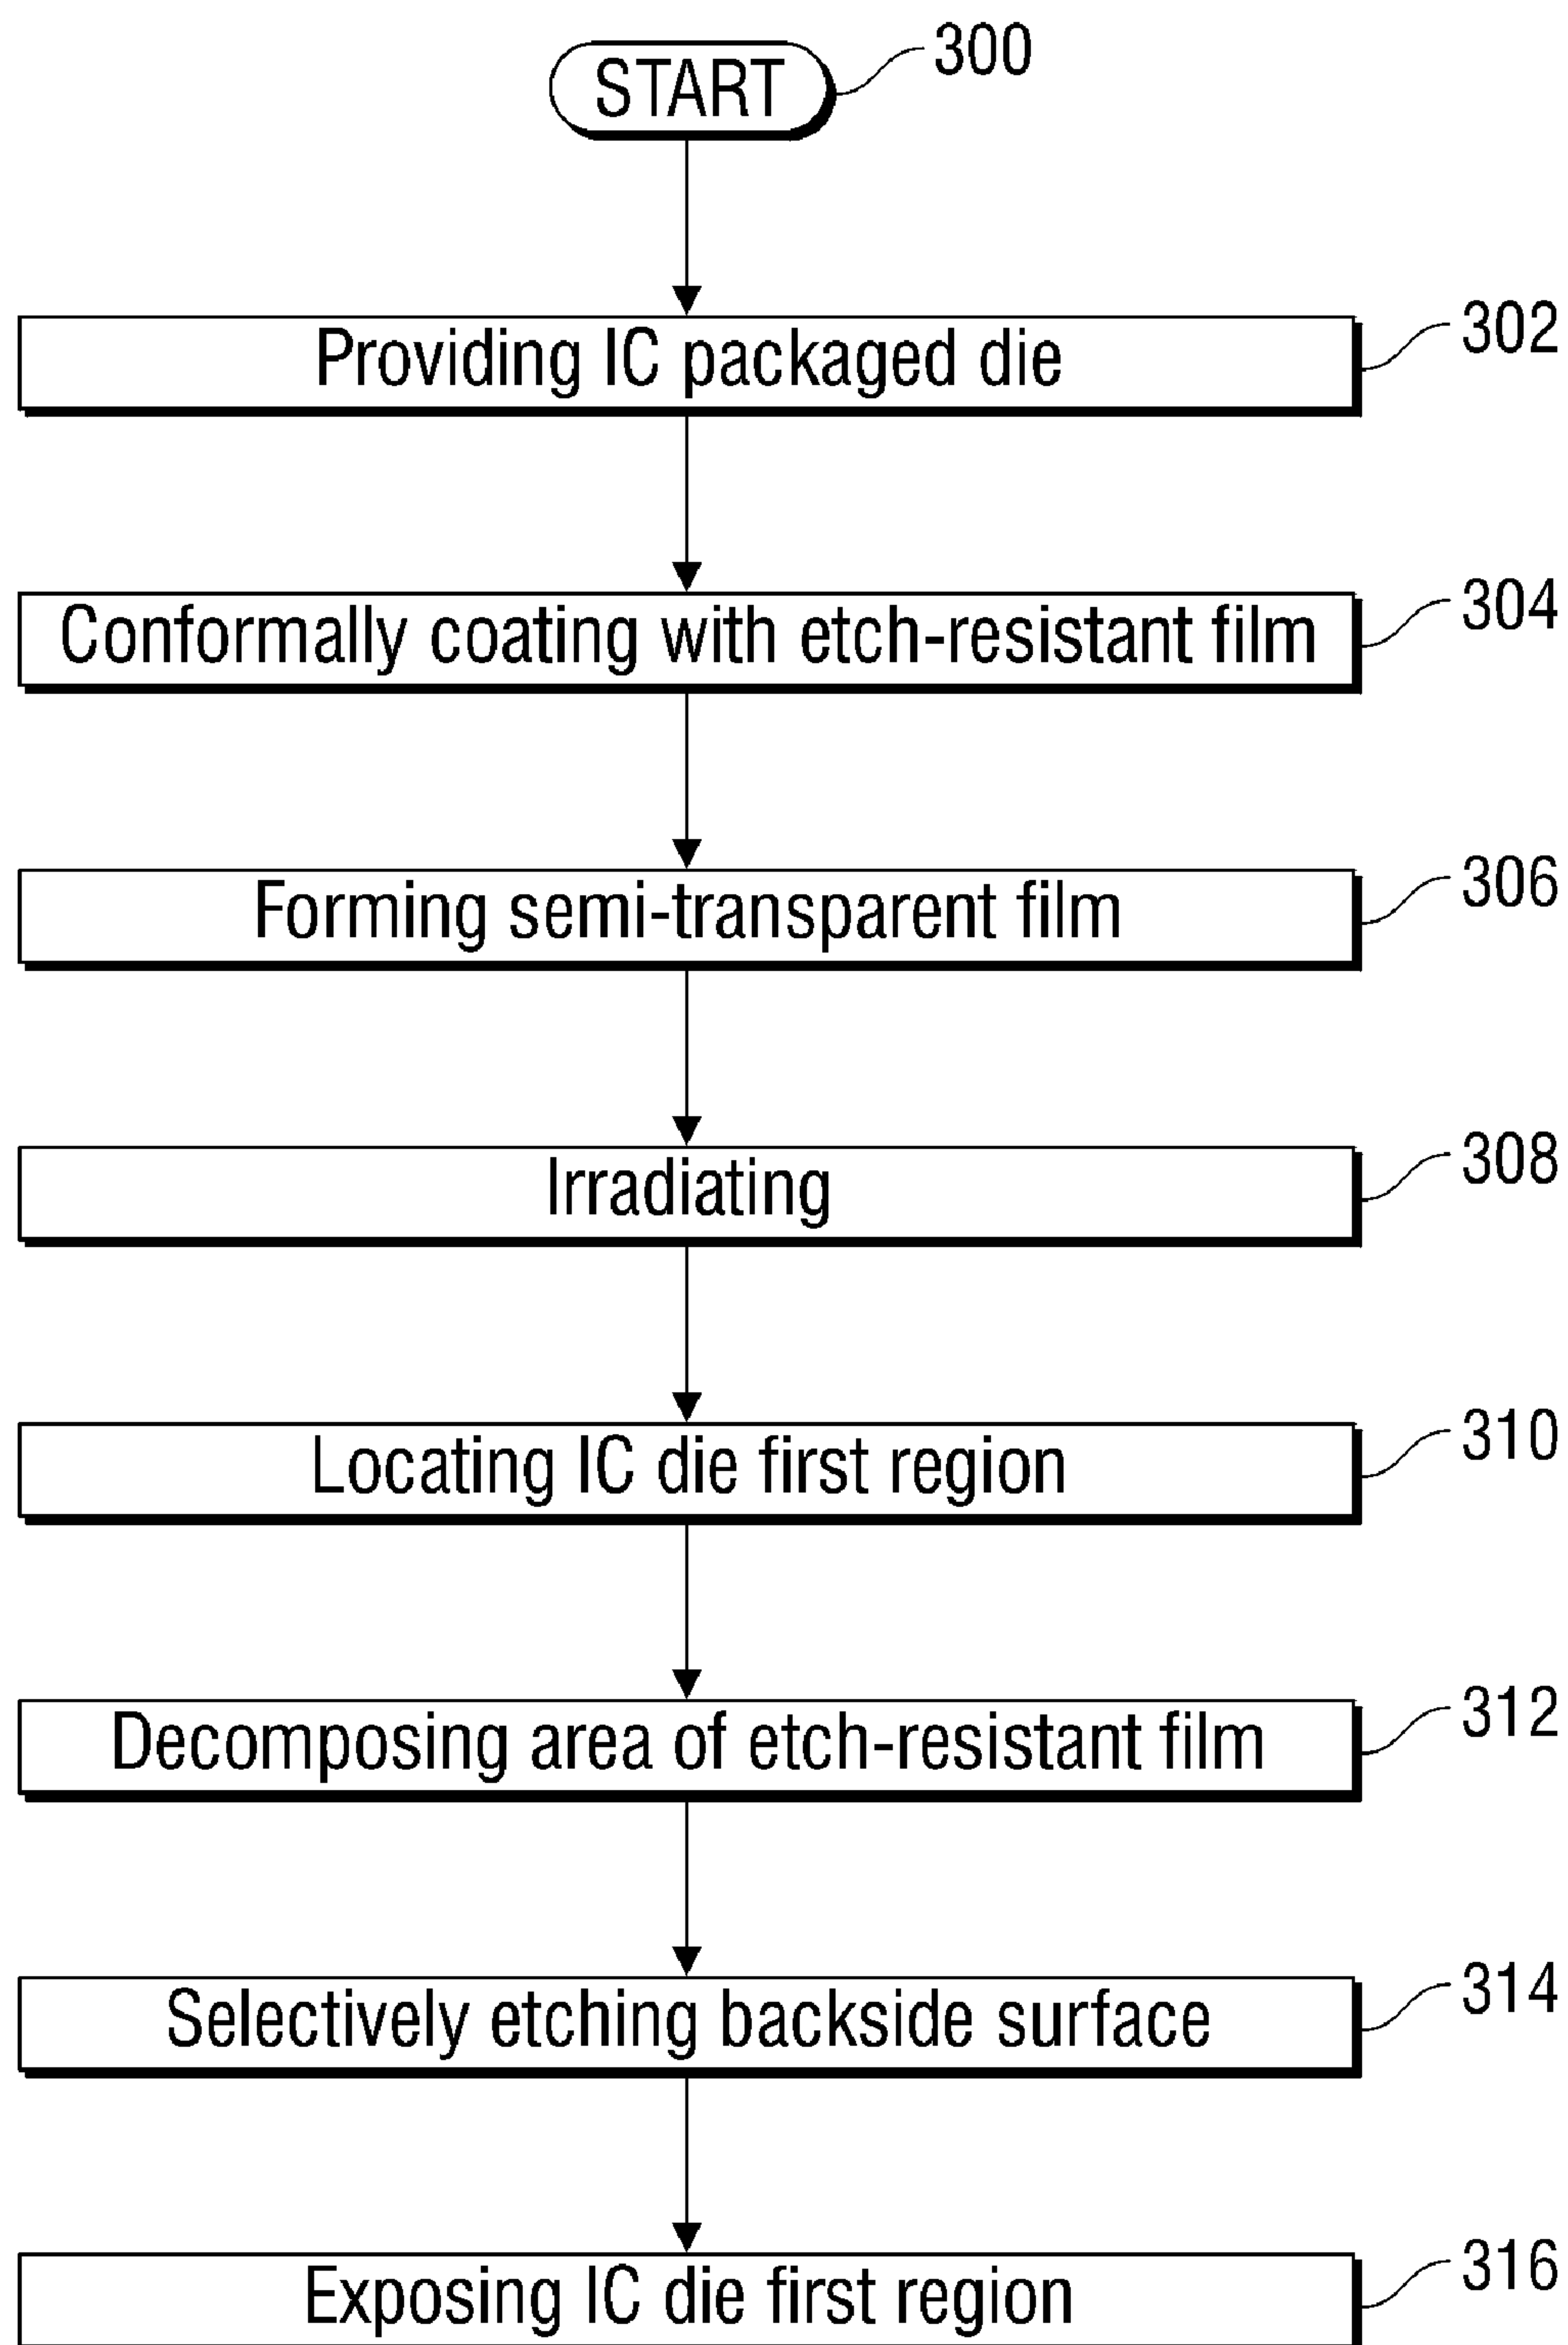 START
300
Providing IC packaged die
302
Conformally coating with etch-resistant film
304
Forming semi-transparent film
306
Irradiating
308
Locating IC die first region
310
Decomposing area of etch-resistant film
312
Selectively etching backside surface
314
Exposing IC die first region
316